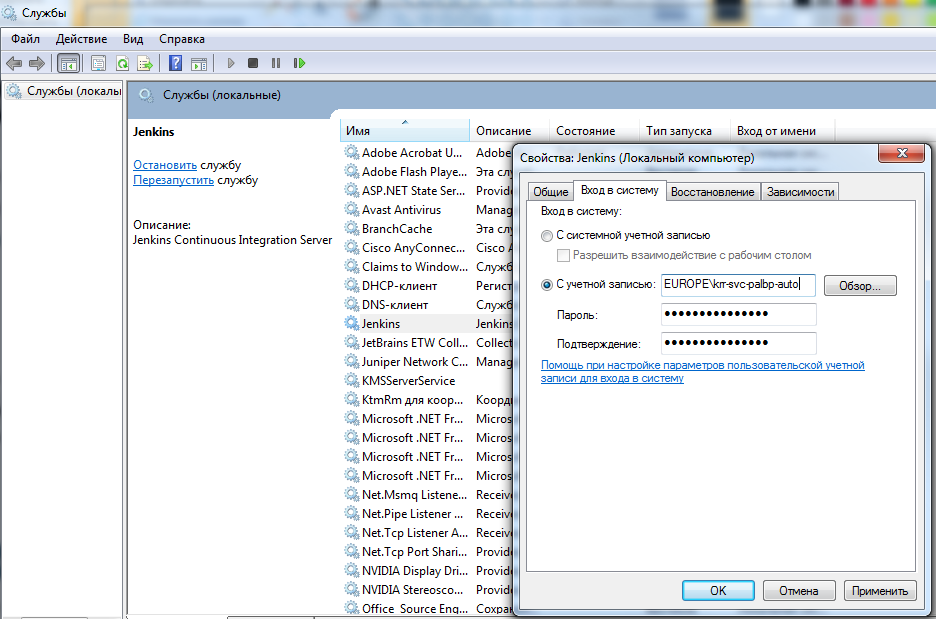 Службы
Файл Действие Вид Справка
Службы (локалы
Службы (локальные)
Jenkins
Остановить службу
Перезапустить службу
Описание:
Jenkins Continuous Integration Server
Имя Описание Состояние Тип запуска Вход от имени
Adobe Acrobat U... Adobe
Adobe Flash Playe... Эта сл
ASP.NET State Ser... Provid
Avast Antivirus Manag
BranchCache Эта сл
Cisco AnyConnec... Cisco A
Claims to Window... Служб
DHCP-клиент Регист
DNS-клиент Служб
Jenkins Jenkins
JetBrains ETW Coll... Collect
Juniper Network C... Manag
KMSServerService
KtmRm для коор... Коорд
Microsoft .NET Fr... Micros
Microsoft .NET Fr... Micros
Microsoft .NET Fr... Micros
Microsoft .NET Fr... Micros
Net.Msmq Listene... Receive
Net.Pipe Listener ... Receive
Net.Tcp Listener A... Receive
Net.Tcp Port Shari... Provid
NVIDIA Display Dri... Provid
NVIDIA Stereosco... Provid
Office Source Eng... Сохран
Свойства: Jenkins (Локальный компьютер)
Общие Вход в систему Восстановление Зависимости
Вход в систему:
С системной учетной записью
Разрешить взаимодействие с рабочим столом
С учетной записью: EUROPE\krr-svc-palbp-auto Обзор...
Пароль: •••••••••••••••
Подтверждение: •••••••••••••••
Помощь при настройке параметров пользовательской учетной
записи для входа в систему
OK Отмена Применить